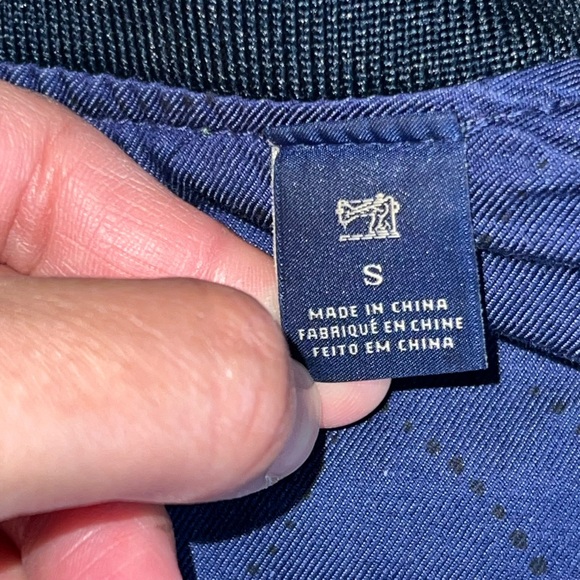 S
MADE IN CHINA
FABRIQUÉ EN CHINE
FEITO EM CHINA